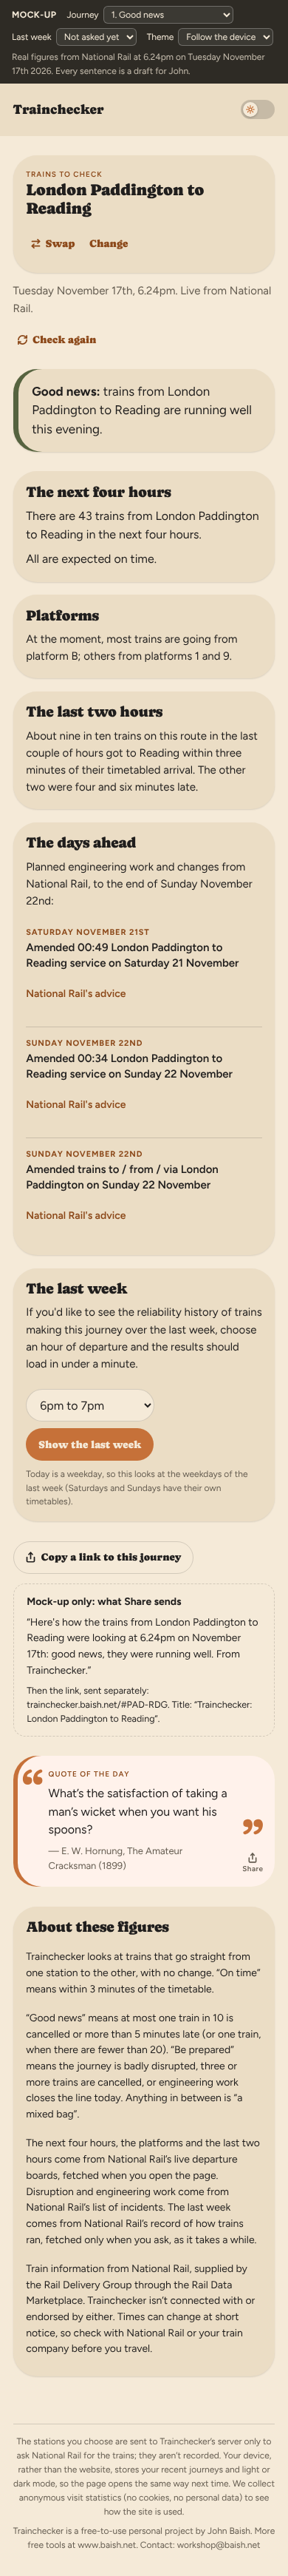 MOCK-UP Journey 1. Good news
Last week Not asked yet Theme Follow the device
Real figures from National Rail at 6.24pm on Tuesday November
17th 2026. Every sentence is a draft for John.
Trainchecker
TRAINS TO CHECK
London Paddington to
Reading
Swap Change
Tuesday November 17th, 6.24pm. Live from National
Rail.
Check again
Good news: trains from London
Paddington to Reading are running well
this evening.
The next four hours
There are 43 trains from London Paddington
to Reading in the next four hours.
All are expected on time.
Platforms
At the moment, most trains are going from
platform B; others from platforms 1 and 9.
The last two hours
About nine in ten trains on this route in the last
couple of hours got to Reading within three
minutes of their timetabled arrival. The other
two were four and six minutes late.
The days ahead
Planned engineering work and changes from
National Rail, to the end of Sunday November
22nd:
SATURDAY NOVEMBER 21ST
Amended 00:49 London Paddington to
Reading service on Saturday 21 November
National Rail's advice
SUNDAY NOVEMBER 22ND
Amended 00:34 London Paddington to
Reading service on Sunday 22 November
National Rail's advice
SUNDAY NOVEMBER 22ND
Amended trains to / from / via London
Paddington on Sunday 22 November
National Rail's advice
The last week
If you'd like to see the reliability history of trains
making this journey over the last week, choose
an hour of departure and the results should
load in under a minute.
6pm to 7pm
Show the last week
Today is a weekday, so this looks at the weekdays of the
last week (Saturdays and Sundays have their own
timetables).
Copy a link to this journey
Mock-up only: what Share sends
“Here's how the trains from London Paddington to
Reading were looking at 6.24pm on November
17th: good news, they were running well. From
Trainchecker.”
Then the link, sent separately:
trainchecker.baish.net/#PAD-RDG. Title: “Trainchecker:
London Paddington to Reading”.
“
QUOTE OF THE DAY
What’s the satisfaction of taking a
man’s wicket when you want his
spoons?
”
— E. W. Hornung, The Amateur
Cracksman (1899)
Share
About these figures
Trainchecker looks at trains that go straight from
one station to the other, with no change. “On time”
means within 3 minutes of the timetable.
“Good news” means at most one train in 10 is
cancelled or more than 5 minutes late (or one train,
when there are fewer than 20). “Be prepared”
means the journey is badly disrupted, three or
more trains are cancelled, or engineering work
closes the line today. Anything in between is “a
mixed bag”.
The next four hours, the platforms and the last two
hours come from National Rail’s live departure
boards, fetched when you open the page.
Disruption and engineering work come from
National Rail’s list of incidents. The last week
comes from National Rail’s record of how trains
ran, fetched only when you ask, as it takes a while.
Train information from National Rail, supplied by
the Rail Delivery Group through the Rail Data
Marketplace. Trainchecker isn’t connected with or
endorsed by either. Times can change at short
notice, so check with National Rail or your train
company before you travel.
The stations you choose are sent to Trainchecker’s server only to
ask National Rail for the trains; they aren’t recorded. Your device,
rather than the website, stores your recent journeys and light or
dark mode, so the page opens the same way next time. We collect
anonymous visit statistics (no cookies, no personal data) to see
how the site is used.
Trainchecker is a free-to-use personal project by John Baish. More
free tools at www.baish.net. Contact: workshop@baish.net